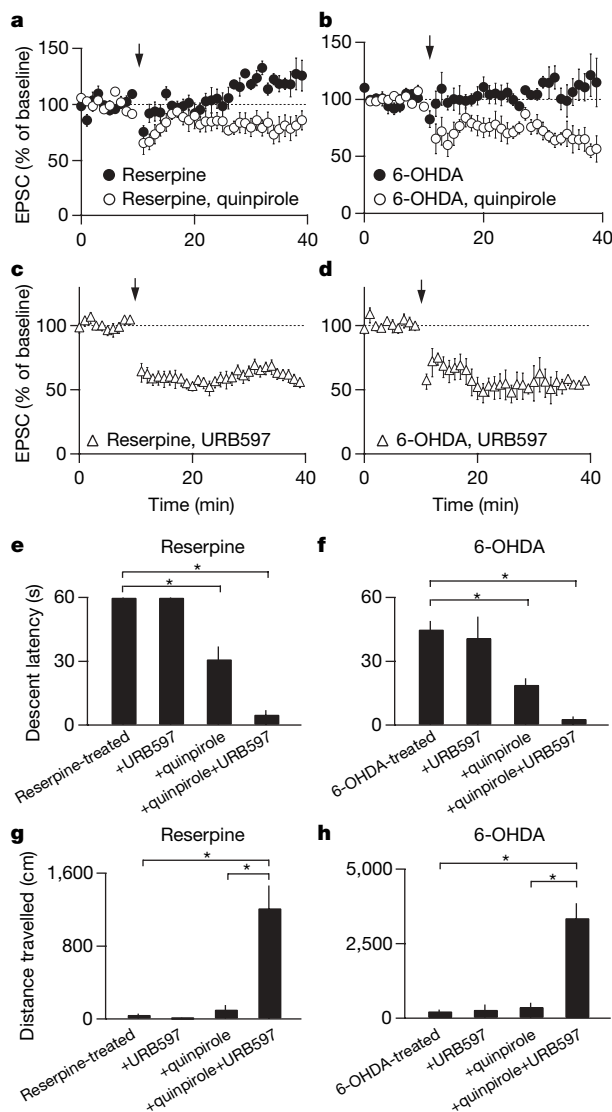 a
b
EPSC (% of baseline)
150
100
50
0
0
20
40
Reserpine
Reserpine, quinpirole
150
100
50
0
0
20
40
6-OHDA
6-OHDA, quinpirole
c
d
EPSC (% of baseline)
100
50
0
0
20
40
Reserpine, URB597
Time (min)
100
50
0
0
20
40
6-OHDA, URB597
Time (min)
e
Reserpine
*
*
Descent latency (s)
60
30
0
Reserpine-treated
+URB597
+quinpirole
+quinpirole+URB597
f
6-OHDA
*
*
60
30
0
6-OHDA-treated
+URB597
+quinpirole
+quinpirole+URB597
g
Reserpine
*
*
Distance travelled (cm)
1,600
800
0
Reserpine-treated
+URB597
+quinpirole
+quinpirole+URB597
h
6-OHDA
*
*
5,000
2,500
0
6-OHDA-treated
+URB597
+quinpirole
+quinpirole+URB597